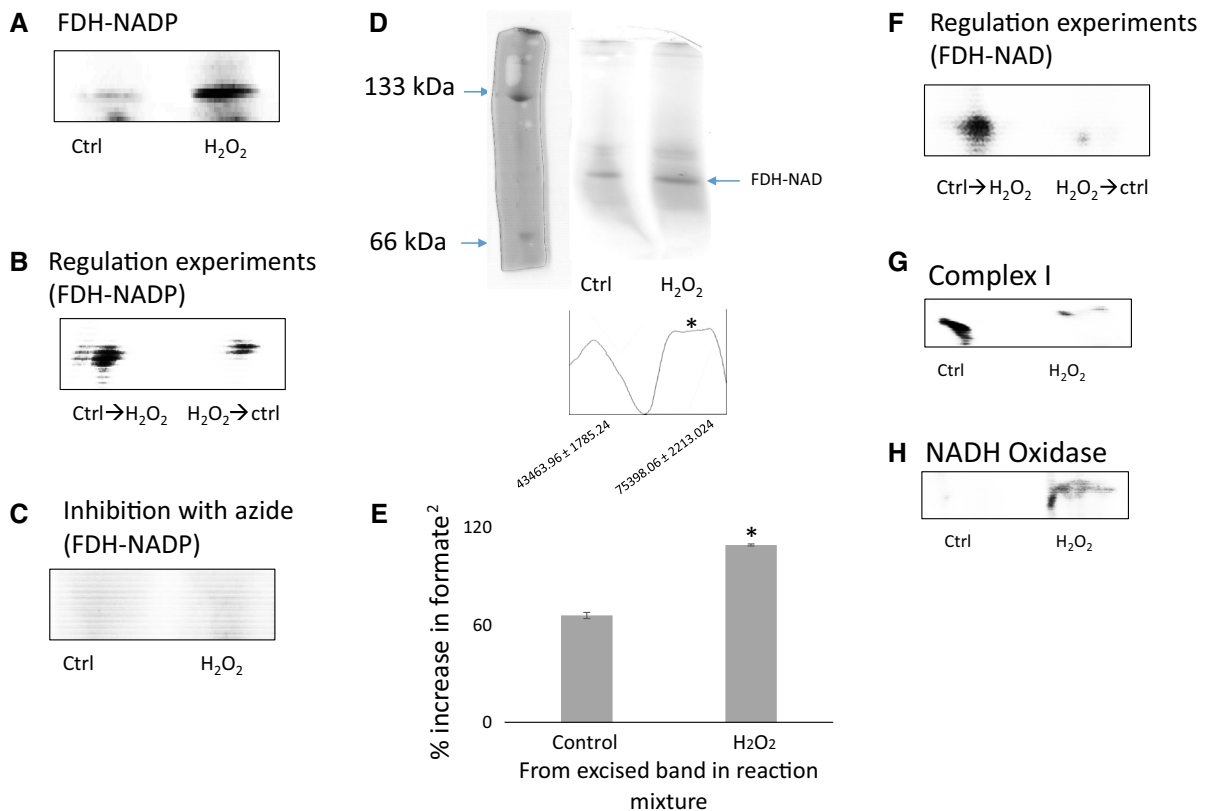 A FDH-NADP
Ctrl H₂O₂
B Regulation experiments
(FDH-NADP)
Ctrl→H₂O₂ H₂O₂→ctrl
C Inhibition with azide
(FDH-NADP)
Ctrl H₂O₂
D
133 kDa
FDH-NAD
66 kDa
Ctrl H₂O₂
*
43463.96 ± 1785.24
75398.06 ± 2213.024
E
% increase in formate²
120
60
0
*
Control H₂O₂
From excised band in reaction
mixture
F Regulation experiments
(FDH-NAD)
Ctrl→H₂O₂ H₂O₂→ctrl
G Complex I
Ctrl H₂O₂
H NADH Oxidase
Ctrl H₂O₂